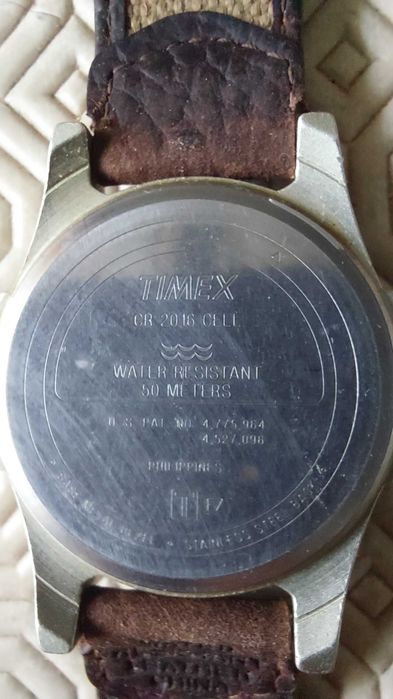 TIMEX
CR 2016 CELL
WATER RESISTANT
50 METERS
U.S. PAT. NO. 4,775,964
4,527,096
PHILIPPINES
STAINLESS STEEL BACK